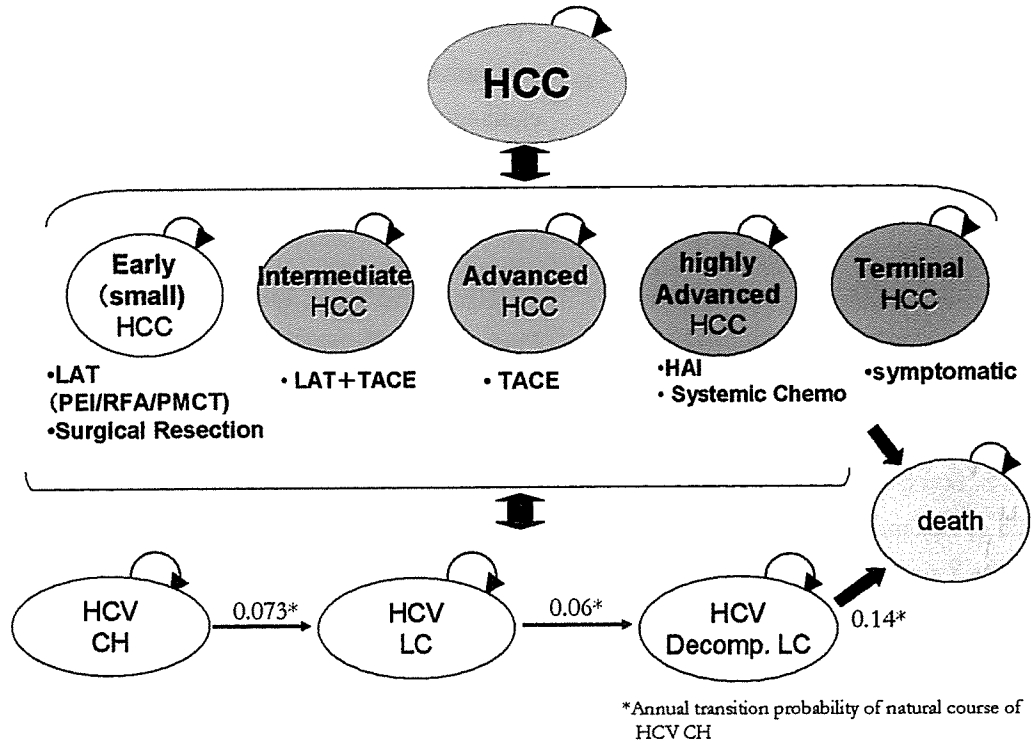 HCC
Early
(small)
HCC
Intermediate
HCC
Advanced
HCC
highly
Advanced
HCC
Terminal
HCC
•LAT
(PEI/RFA/PMCT)
•Surgical Resection
• LAT+TACE
• TACE
•HAI
• Systemic Chemo
•symptomatic
death
HCV
CH
0.073*
HCV
LC
0.06*
HCV
Decomp. LC
0.14*
*Annual transition probability of natural course of
HCV CH